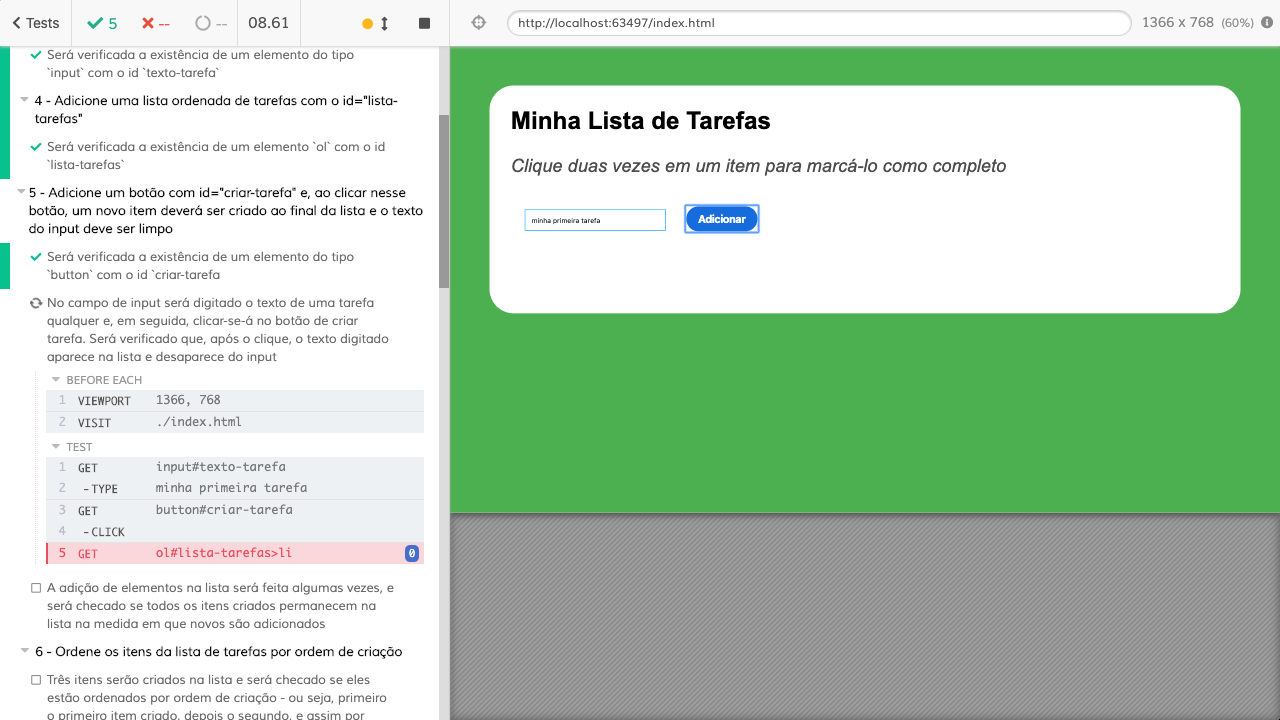 Tests
5
--
--
08.61
http://localhost:63497/index.html
1366 x 768 (60%)
Será verificada a existência de um elemento do tipo
`input` com o id `texto-tarefa`
4 - Adicione uma lista ordenada de tarefas com o id="lista-
tarefas"
Será verificada a existência de um elemento `ol` com o id
`lista-tarefas`
5 - Adicione um botão com id="criar-tarefa" e, ao clicar nesse
botão, um novo item deverá ser criado ao final da lista e o texto
do input deve ser limpo
Será verificada a existência de um elemento do tipo
`button` com o id `criar-tarefa
No campo de input será digitado o texto de uma tarefa
qualquer e, em seguida, clicar-se-á no botão de criar
tarefa. Será verificado que, após o clique, o texto digitado
aparece na lista e desaparece do input
BEFORE EACH
1 VIEWPORT 1366, 768
2 VISIT ./index.html
TEST
1 GET input#texto-tarefa
2 -TYPE minha primeira tarefa
3 GET button#criar-tarefa
4 -CLICK
5 GET ol#lista-tarefas>li 0
A adição de elementos na lista será feita algumas vezes, e
será checado se todos os itens criados permanecem na
lista na medida em que novos são adicionados
6 - Ordene os itens da lista de tarefas por ordem de criação
Três itens serão criados na lista e será checado se eles
estão ordenados por ordem de criação - ou seja, primeiro
o primeiro item criado, depois o segundo, e assim por
Minha Lista de Tarefas
Clique duas vezes em um item para marcá-lo como completo
minha primeira tarefa
Adicionar